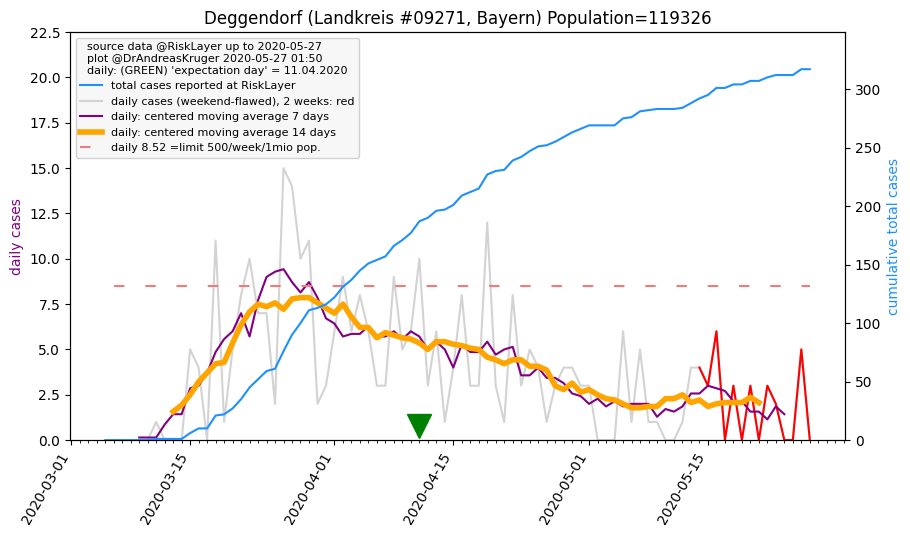 Deggendorf (Landkreis #09271, Bayern) Population=119326
source data @RiskLayer up to 2020-05-27
plot @DrAndreasKruger 2020-05-27 01:50
daily: (GREEN) 'expectation day' = 11.04.2020
total cases reported at RiskLayer
daily cases (weekend-flawed), 2 weeks: red
daily: centered moving average 7 days
daily: centered moving average 14 days
daily 8.52 =limit 500/week/1mio pop.
daily cases
22.5
20.0
17.5
15.0
12.5
10.0
7.5
5.0
2.5
0.0
cumulative total cases
300
250
200
150
100
50
0
2020-03-01
2020-03-15
2020-04-01
2020-04-15
2020-05-01
2020-05-15